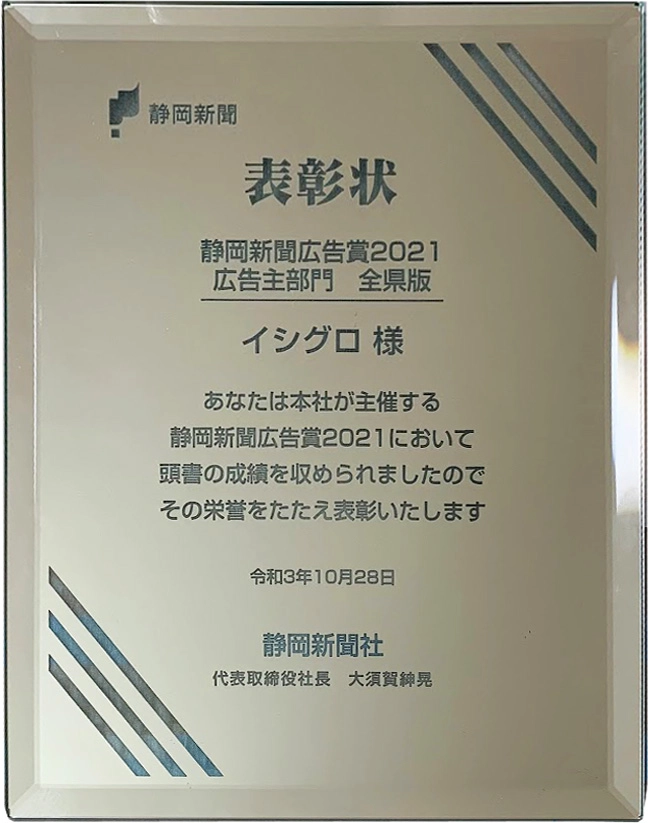 静岡新聞
表彰状
静岡新聞広告賞2021
広告主部門 全県版
イシグロ 様
あなたは本社が主催する
静岡新聞広告賞2021において
頭書の成績を収められましたので
その栄誉をたたえ表彰いたします
令和3年10月28日
静岡新聞社
代表取締役社長 大須賀紳晃